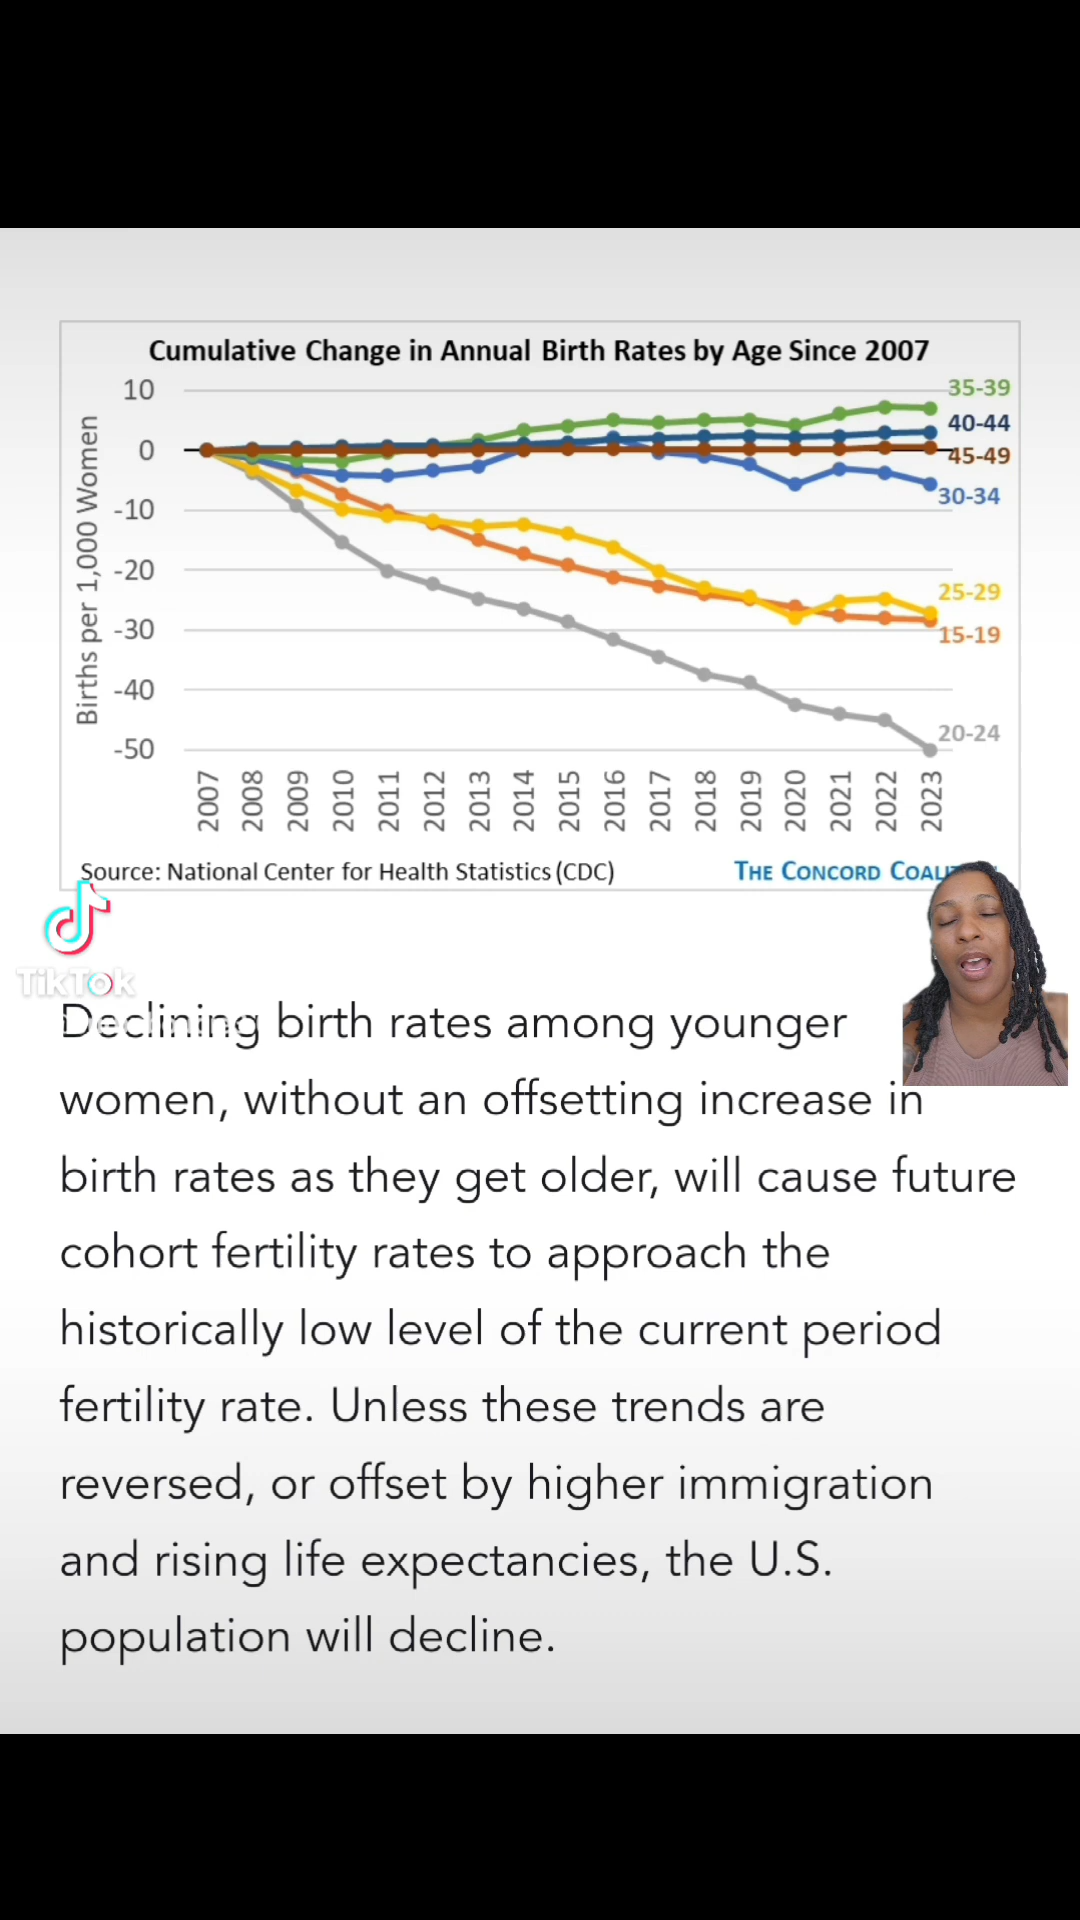 Cumulative Change in Annual Birth Rates by Age Since 2007
Births per 1,000 Women
10
0
-10
-20
-30
-40
-50
35-39
40-44
45-49
30-34
25-29
15-19
20-24
2007 2008 2009 2010 2011 2012 2013 2014 2015 2016 2017 2018 2019 2020 2021 2022 2023
Source: National Center for Health Statistics (CDC)
THE CONCORD
TikTok
Declining birth rates among younger
women, without an offsetting increase in
birth rates as they get older, will cause future
cohort fertility rates to approach the
historically low level of the current period
fertility rate. Unless these trends are
reversed, or offset by higher immigration
and rising life expectancies, the U.S.
population will decline.